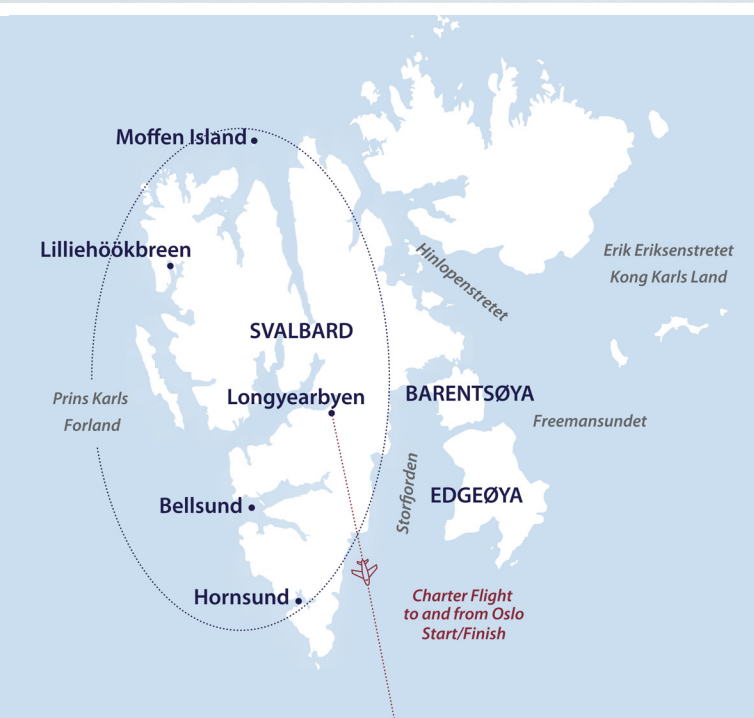 Moffen Island
Lilliehöökbreen
Hinlopenstretet
Erik Eriksenstretet
Kong Karls Land
SVALBARD
Prins Karls
Forland
Longyearbyen
BARENTSØYA
Freemansundet
Storfjorden
EDGEØYA
Bellsund
Hornsund
Charter Flight
to and from Oslo
Start/Finish